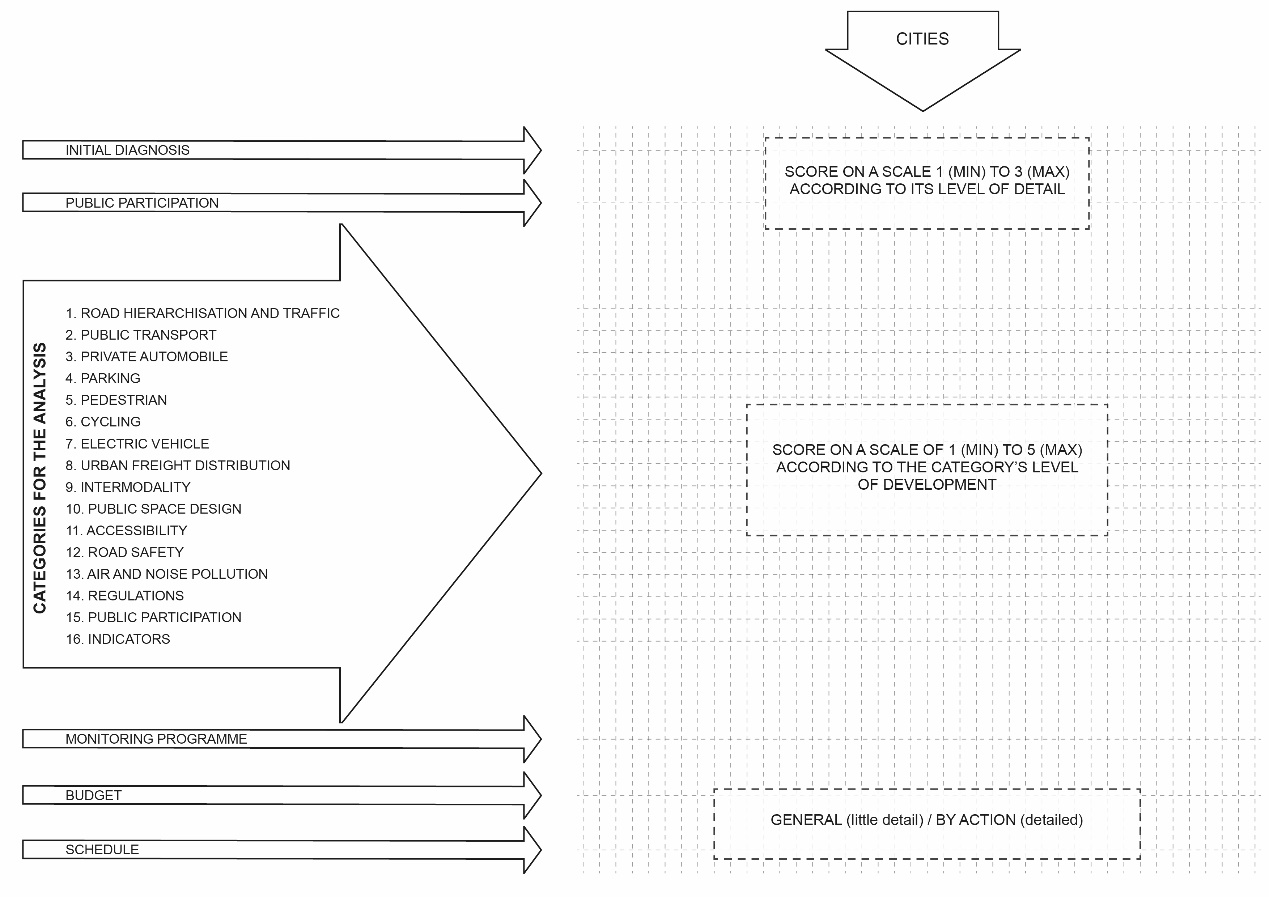 CITIES
INITIAL DIAGNOSIS
SCORE ON A SCALE 1 (MIN) TO 3 (MAX)
ACCORDING TO ITS LEVEL OF DETAIL
PUBLIC PARTICIPATION
CATEGORIES FOR THE ANALYSIS
1. ROAD HIERARCHISATION AND TRAFFIC
2. PUBLIC TRANSPORT
3. PRIVATE AUTOMOBILE
4. PARKING
5. PEDESTRIAN
6. CYCLING
7. ELECTRIC VEHICLE
8. URBAN FREIGHT DISTRIBUTION
9. INTERMODALITY
10. PUBLIC SPACE DESIGN
11. ACCESSIBILITY
12. ROAD SAFETY
13. AIR AND NOISE POLLUTION
14. REGULATIONS
15. PUBLIC PARTICIPATION
16. INDICATORS
SCORE ON A SCALE OF 1 (MIN) TO 5 (MAX)
ACCORDING TO THE CATEGORY'S LEVEL
OF DEVELOPMENT
MONITORING PROGRAMME
BUDGET
GENERAL (little detail) / BY ACTION (detailed)
SCHEDULE